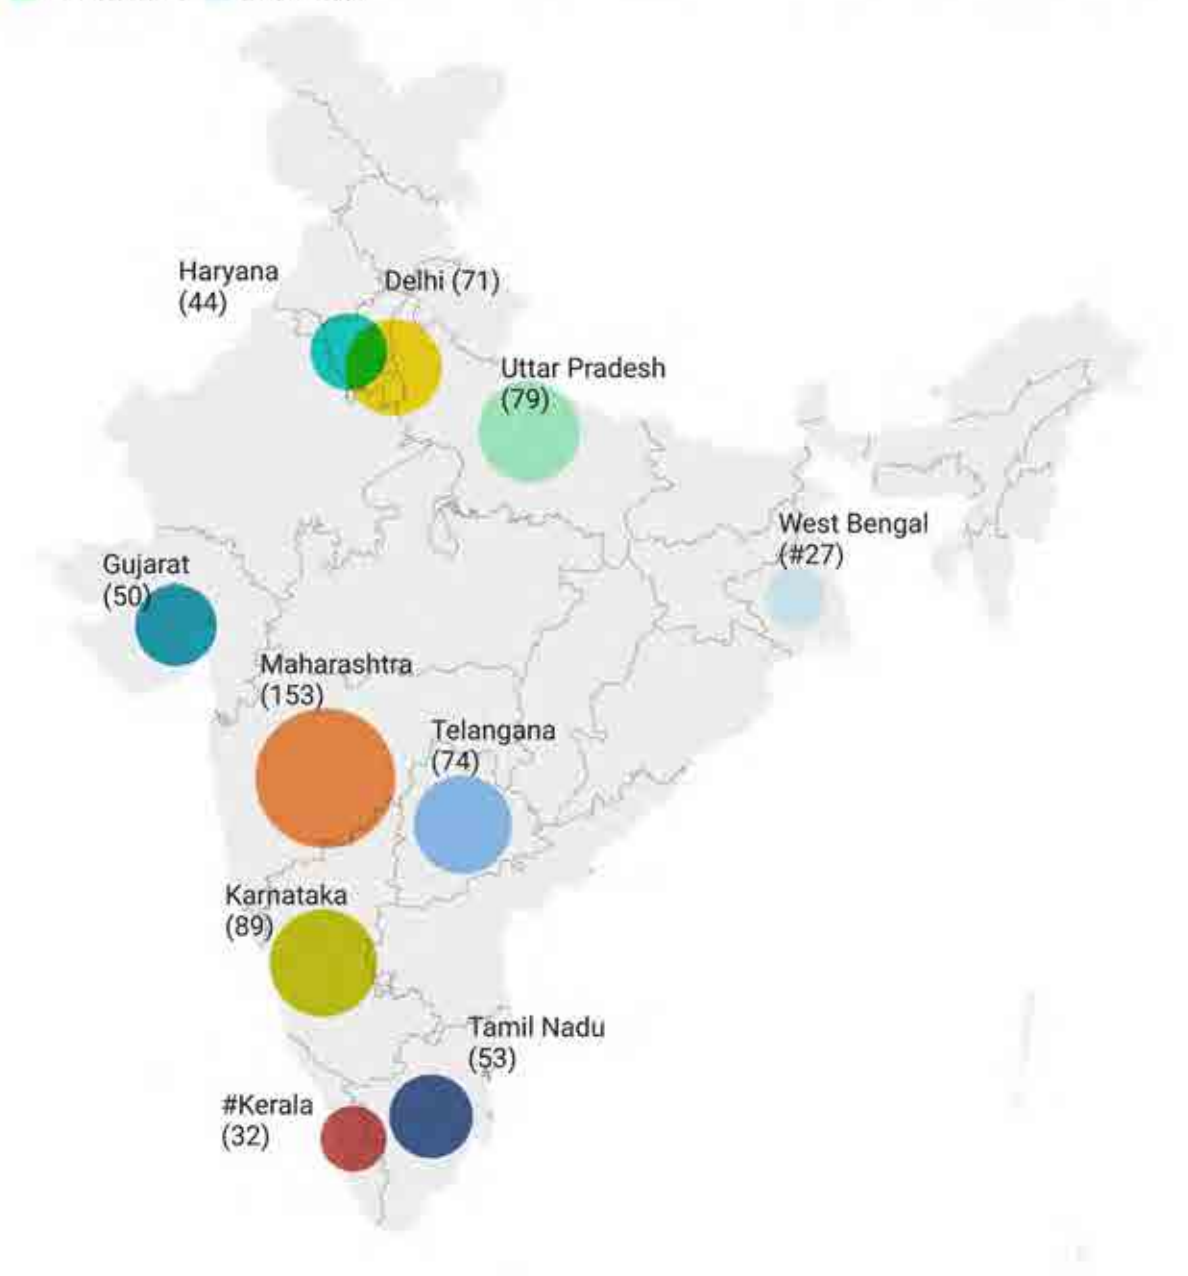 Haryana
(44)
Delhi (71)
Uttar Pradesh
(79)
West Bengal
(#27)
Gujarat
(50)
Maharashtra
(153)
Telangana
(74)
Karnataka
(89)
Tamil Nadu
(53)
#Kerala
(32)